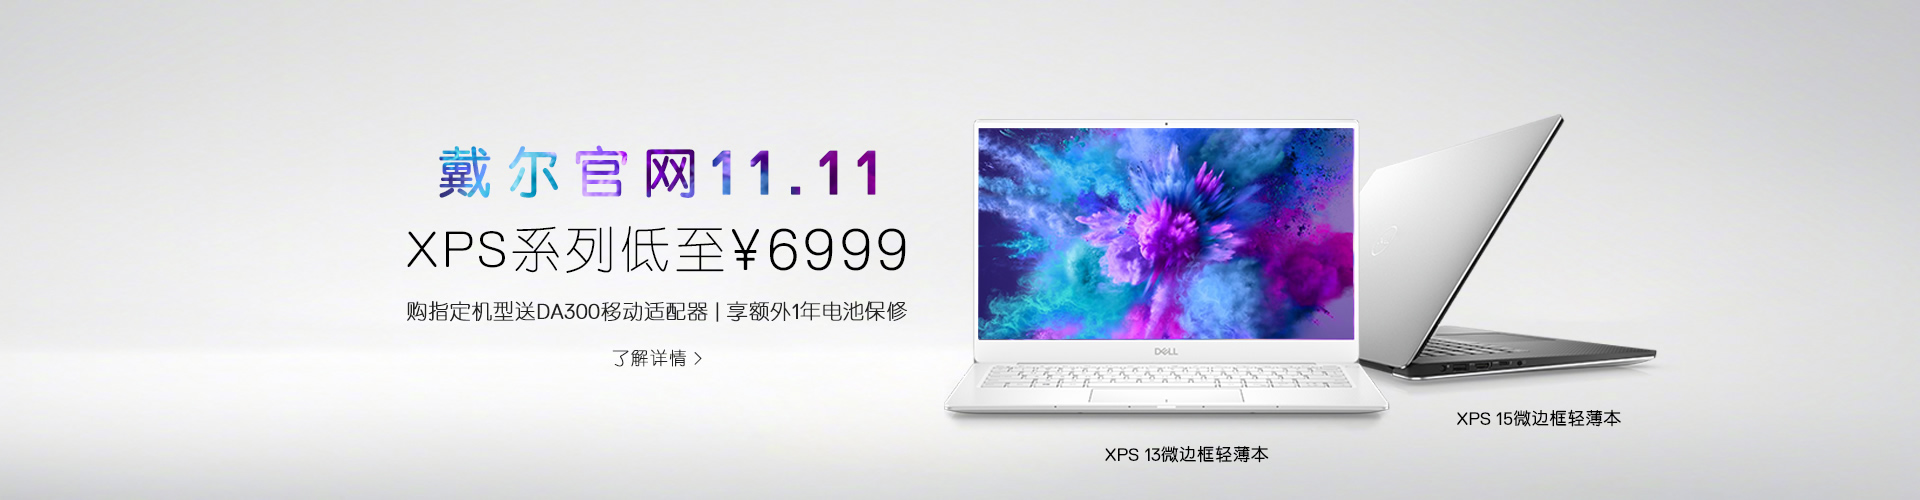 戴尔官网11.11
XPS系列低至¥6999
购指定机型送DA300移动适配器 | 享额外1年电池保修
了解详情 >
DELL
XPS 15微边框轻薄本
XPS 13微边框轻薄本